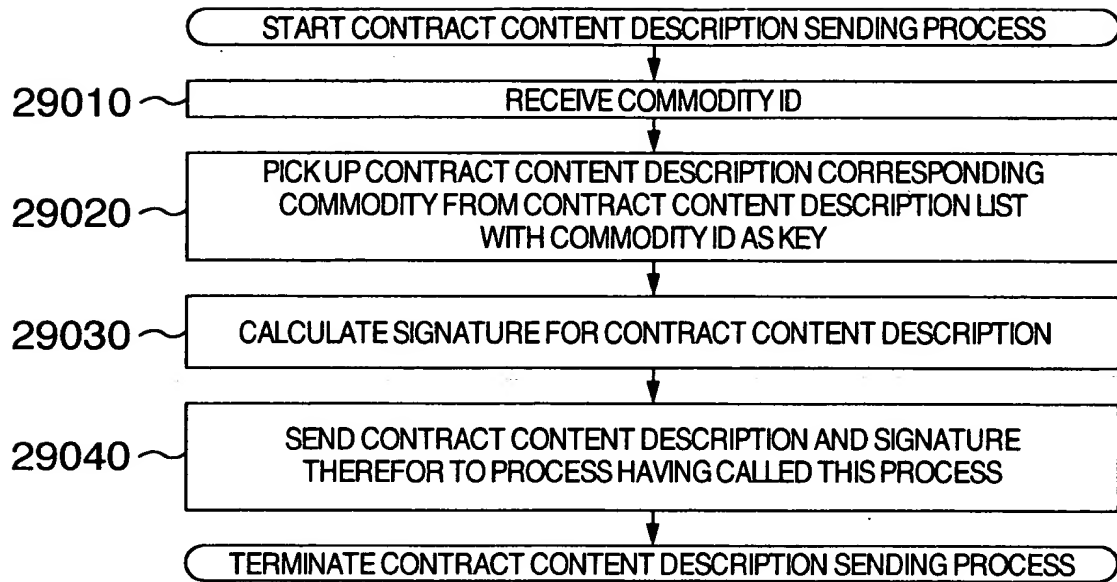 START CONTRACT CONTENT DESCRIPTION SENDING PROCESS
29010
RECEIVE COMMODITY ID
29020
PICK UP CONTRACT CONTENT DESCRIPTION CORRESPONDING
COMMODITY FROM CONTRACT CONTENT DESCRIPTION LIST
WITH COMMODITY ID AS KEY
29030
CALCULATE SIGNATURE FOR CONTRACT CONTENT DESCRIPTION
29040
SEND CONTRACT CONTENT DESCRIPTION AND SIGNATURE
THEREFOR TO PROCESS HAVING CALLED THIS PROCESS
TERMINATE CONTRACT CONTENT DESCRIPTION SENDING PROCESS